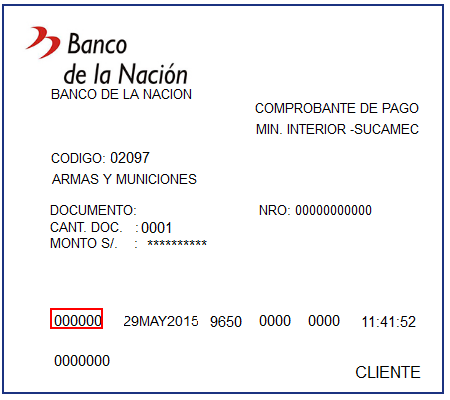 Banco
de la Nación
BANCO DE LA NACION
COMPROBANTE DE PAGO
MIN. INTERIOR -SUCAMEC
CODIGO: 02097
ARMAS Y MUNICIONES
DOCUMENTO: NRO: 00000000000
CANT. DOC. : 0001
MONTO S/. : **********
000000 29MAY2015 9650 0000 0000 11:41:52
0000000
CLIENTE